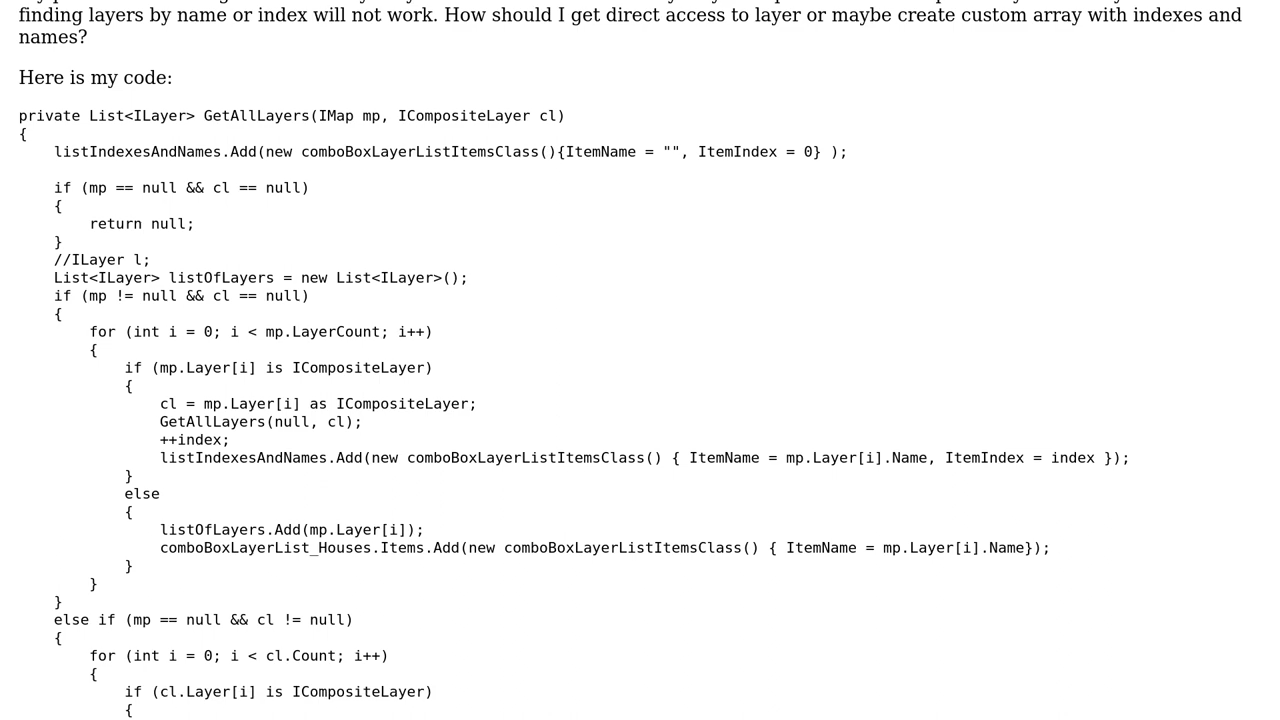 finding layers by name or index will not work. How should I get direct access to layer or maybe create custom array with indexes and
names?
Here is my code:
private List<ILayer> GetAllLayers(IMap mp, ICompositeLayer cl)
{
    listIndexesAndNames.Add(new comboBoxLayerListItemsClass(){ItemName = "", ItemIndex = 0} );
    if (mp == null && cl == null)
    {
        return null;
    }
    //ILayer l;
    List<ILayer> listOfLayers = new List<ILayer>();
    if (mp != null && cl == null)
    {
        for (int i = 0; i < mp.LayerCount; i++)
        {
            if (mp.Layer[i] is ICompositeLayer)
            {
                cl = mp.Layer[i] as ICompositeLayer;
                GetAllLayers(null, cl);
                ++index;
                listIndexesAndNames.Add(new comboBoxLayerListItemsClass() { ItemName = mp.Layer[i].Name, ItemIndex = index });
            }
            else
            {
                listOfLayers.Add(mp.Layer[i]);
                comboBoxLayerList_Houses.Items.Add(new comboBoxLayerListItemsClass() { ItemName = mp.Layer[i].Name});
            }
        }
    }
    else if (mp == null && cl != null)
    {
        for (int i = 0; i < cl.Count; i++)
        {
            if (cl.Layer[i] is ICompositeLayer)
            {